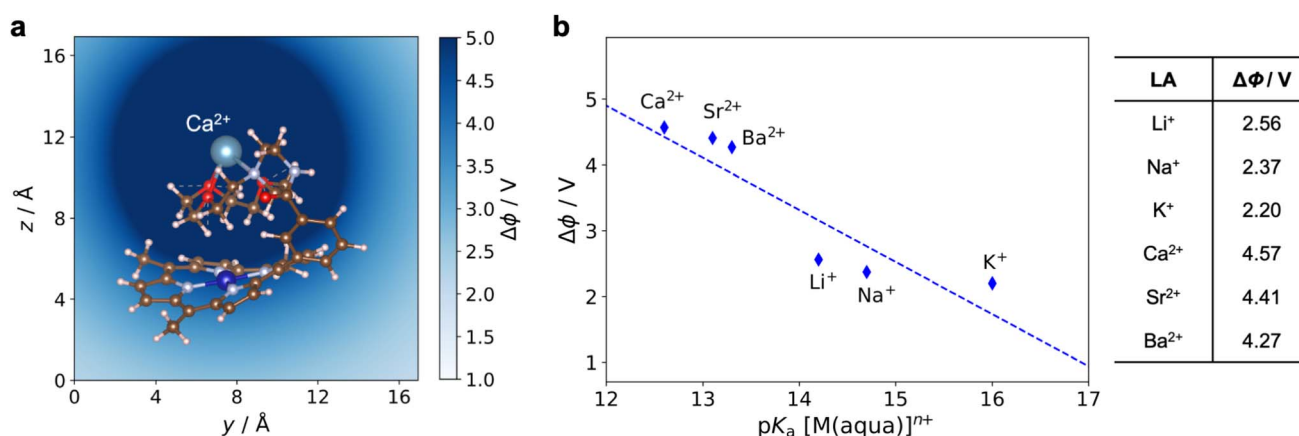 a
16
12
8
4
0
z / Å
0 4 8 12 16
y / Å
Ca²⁺
5.0
4.5
4.0
3.5
3.0
2.5
2.0
1.5
1.0
Δϕ / V
b
5
4
3
2
1
Δϕ / V
Ca²⁺
Sr²⁺
Ba²⁺
Li⁺
Na⁺
K⁺
12 13 14 15 16 17
pKₐ [M(aqua)]ⁿ⁺
LA ΔΦ / V
Li⁺ 2.56
Na⁺ 2.37
K⁺ 2.20
Ca²⁺ 4.57
Sr²⁺ 4.41
Ba²⁺ 4.27